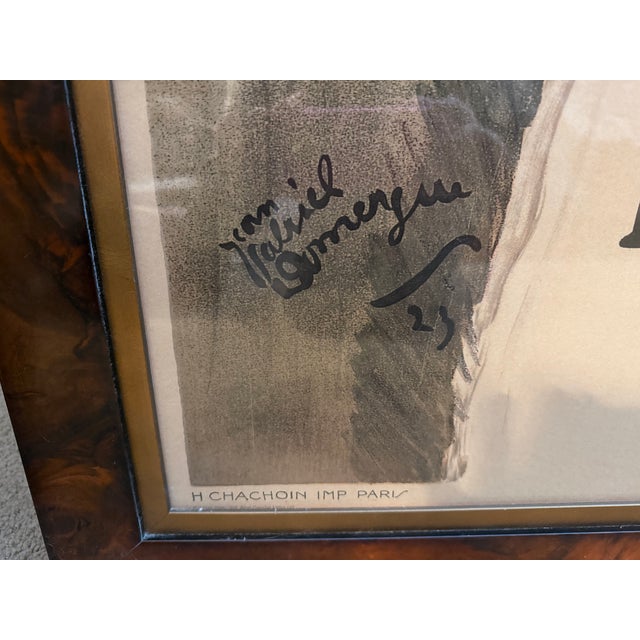 Jean
Gabriel
Domergue
23
H CHACHOIN IMP PARIS